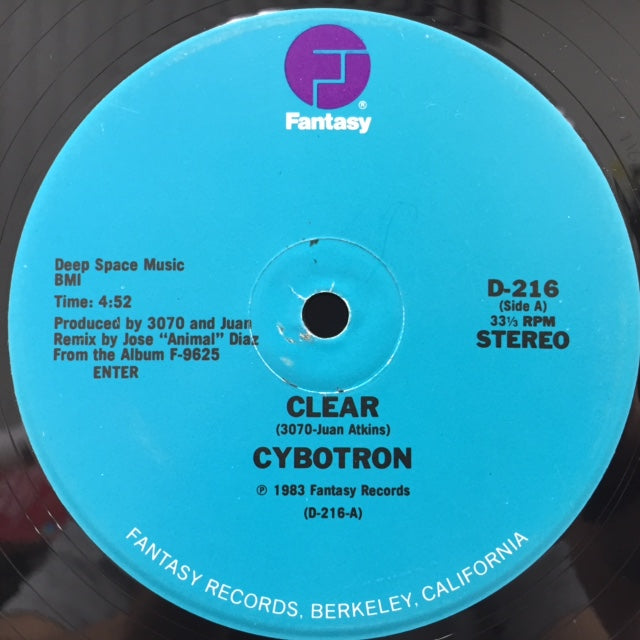 Fantasy
®
Deep Space Music
BMI
Time: 4:52
Produced by 3070 and Juan
Remix by Jose "Animal" Diaz
From the Album F-9625
ENTER
D-216
(Side A)
33⅓ RPM
STEREO
CLEAR
(3070-Juan Atkins)
CYBOTRON
℗ 1983 Fantasy Records
(D-216-A)
FANTASY RECORDS, BERKELEY, CALIFORNIA